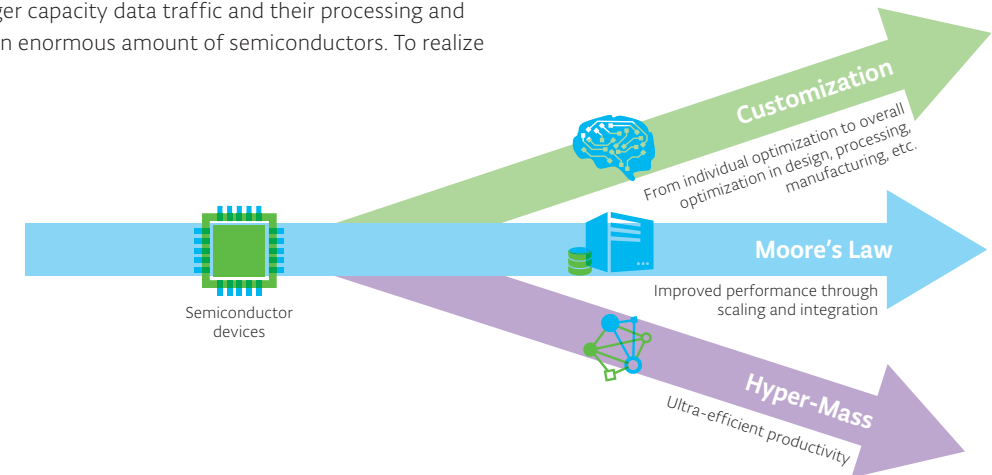 ger capacity data traffic and their processing and
n enormous amount of semiconductors. To realize
Customization
From individual optimization to overall
optimization in design, processing,
manufacturing, etc.
Semiconductor
devices
Moore's Law
Improved performance through
scaling and integration
Hyper-Mass
Ultra-efficient productivity